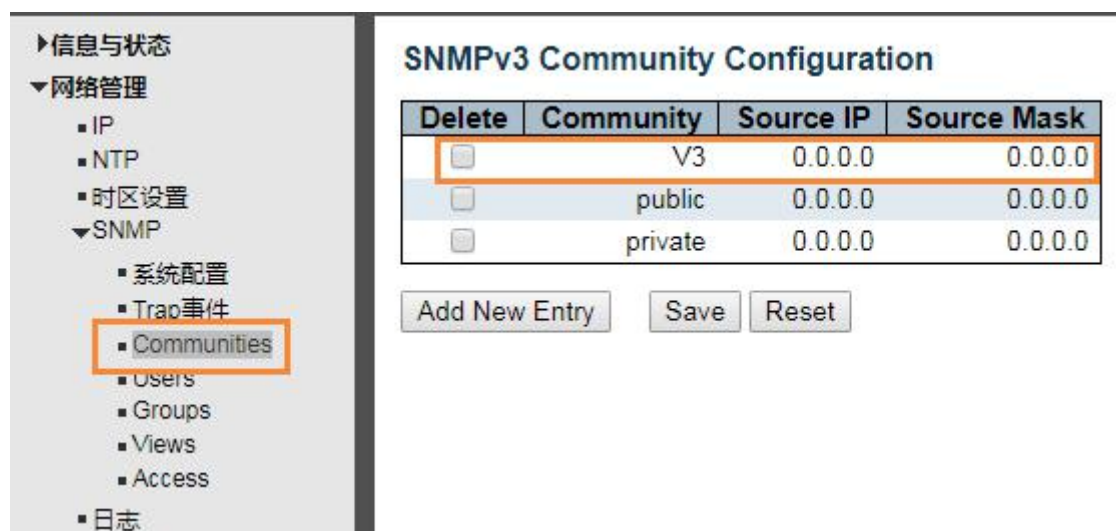 信息与状态
网络管理
IP
NTP
时区设置
SNMP
系统配置
Trap事件
Communities
Users
Groups
Views
Access
日志
SNMPv3 Community Configuration
Delete Community Source IP Source Mask
V3 0.0.0.0 0.0.0.0
public 0.0.0.0 0.0.0.0
private 0.0.0.0 0.0.0.0
Add New Entry Save Reset